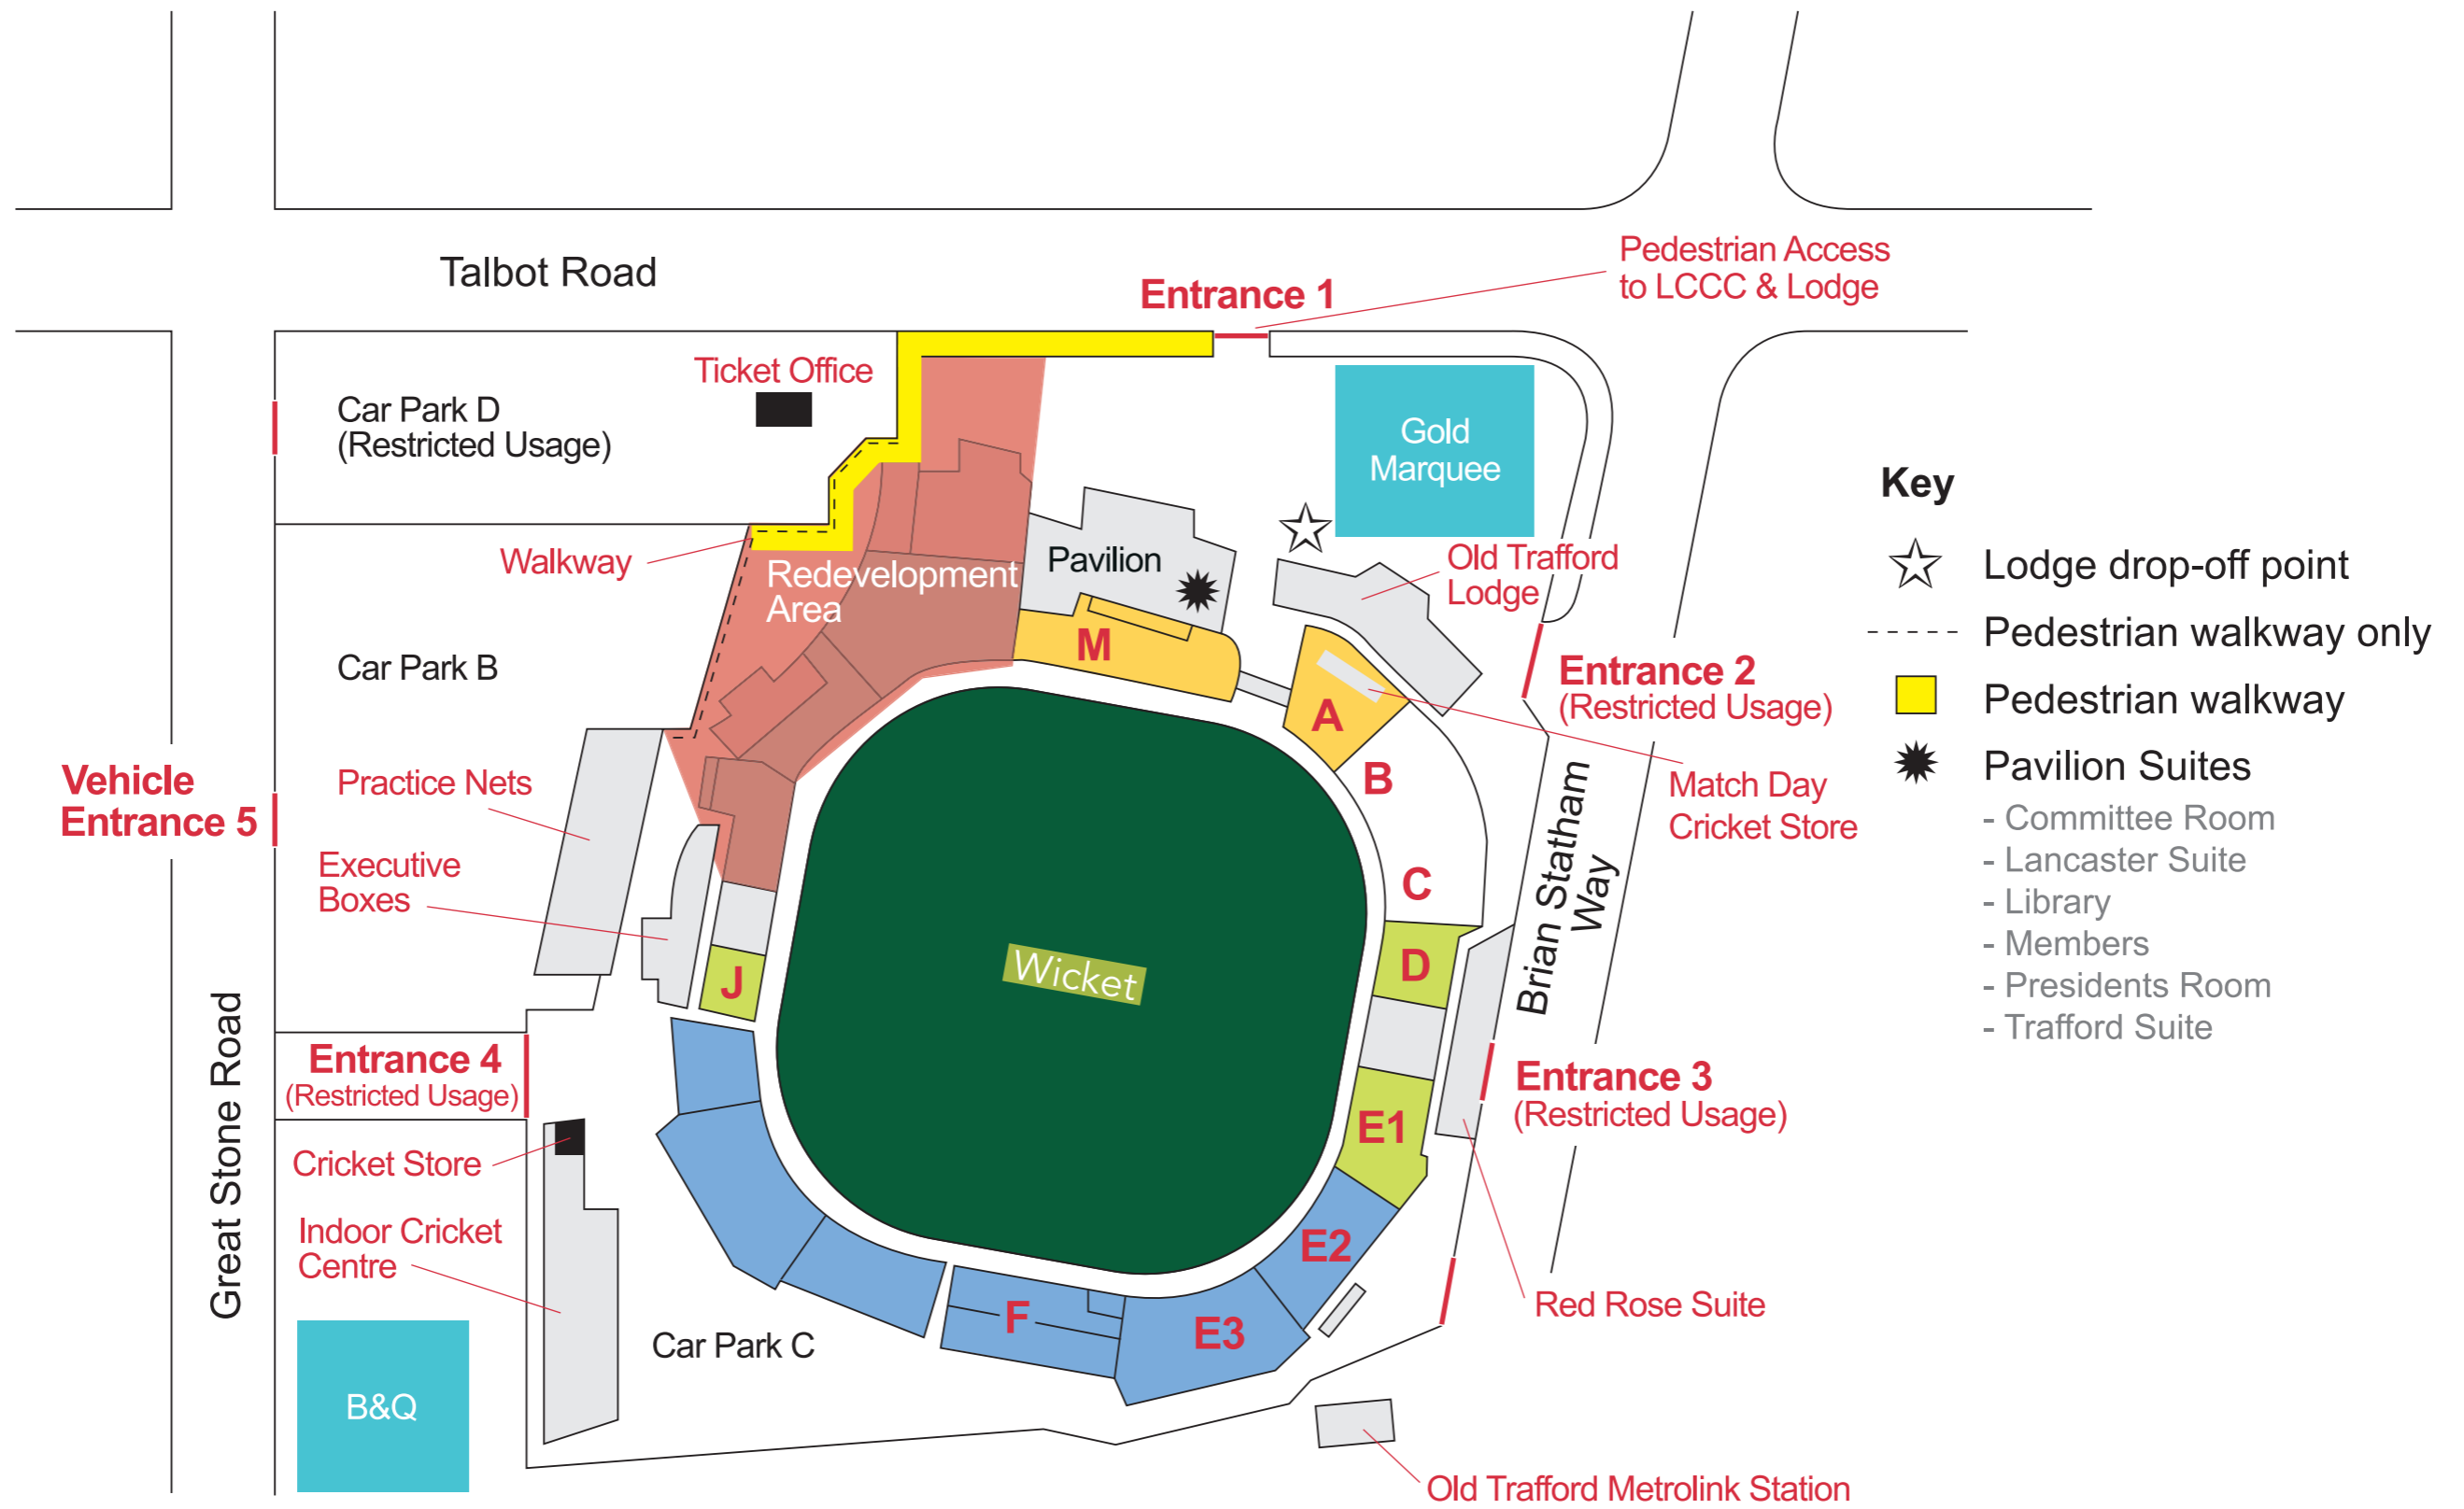 Talbot Road
Entrance 1
Pedestrian Access
to LCCC & Lodge
Ticket Office
Car Park D
(Restricted Usage)
Gold
Marquee
Key
Lodge drop-off point
Pedestrian walkway only
Pedestrian walkway
Pavilion Suites
- Committee Room
- Lancaster Suite
- Library
- Members
- Presidents Room
- Trafford Suite
Walkway
Redevelopment
Area
Pavilion
Old Trafford
Lodge
M
A
Entrance 2
(Restricted Usage)
Car Park B
B
Match Day
Cricket Store
Vehicle
Entrance 5
Practice Nets
Executive
Boxes
C
Brian Statham
Way
D
J
Wicket
Great Stone Road
Entrance 4
(Restricted Usage)
Entrance 3
(Restricted Usage)
E1
Cricket Store
Indoor Cricket
Centre
E2
F
E3
Red Rose Suite
Car Park C
B&Q
Old Trafford Metrolink Station